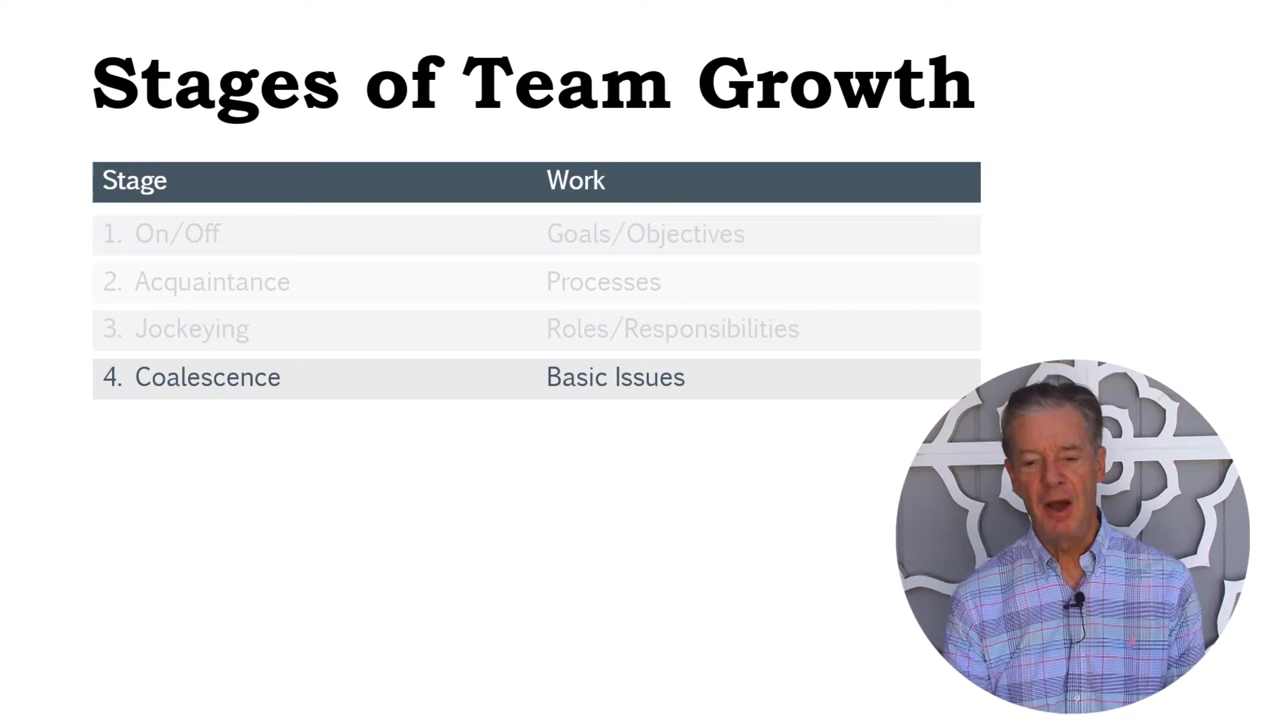 Stages of Team Growth
Stage Work
1. On/Off Goals/Objectives
2. Acquaintance Processes
3. Jockeying Roles/Responsibilities
4. Coalescence Basic Issues